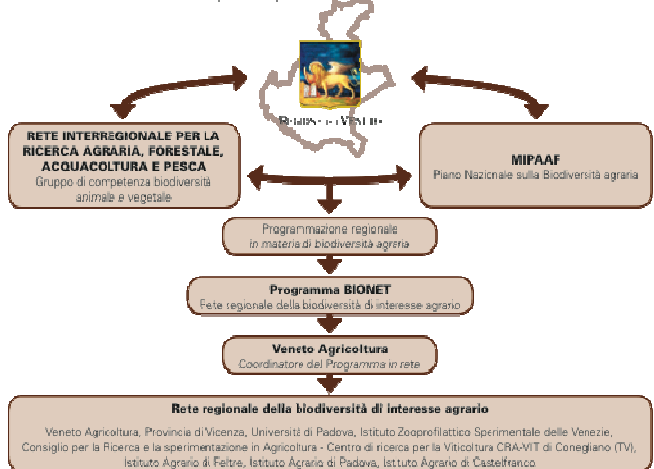 REGIONE DEL VENETO
RETE INTERREGIONALE PER LA
RICERCA AGRARIA, FORESTALE,
ACQUACOLTURA E PESCA
Gruppo di competenza biodiversità
animale e vegetale
MIPAAF
Piano Nazionale sulla Biodiversità agraria
Programmazione regionale
in materia di biodiversità agraria
Programma BIONET
Rete regionale della biodiversità di interesse agrario
Veneto Agricoltura
Coordinatore del Programma in rete
Rete regionale della biodiversità di interesse agrario
Veneto Agricoltura, Provincia di Vicenza, Università di Padova, Istituto Zooprofilattico Sperimentale delle Venezie,
Consiglio per la Ricerca e la sperimentazione in Agricoltura - Centro di ricerca per la Viticoltura CRA-VIT di Conegliano (TV),
Istituto Agrario di Feltre, Istituto Agrario di Padova, Istituto Agrario di Castelfranco